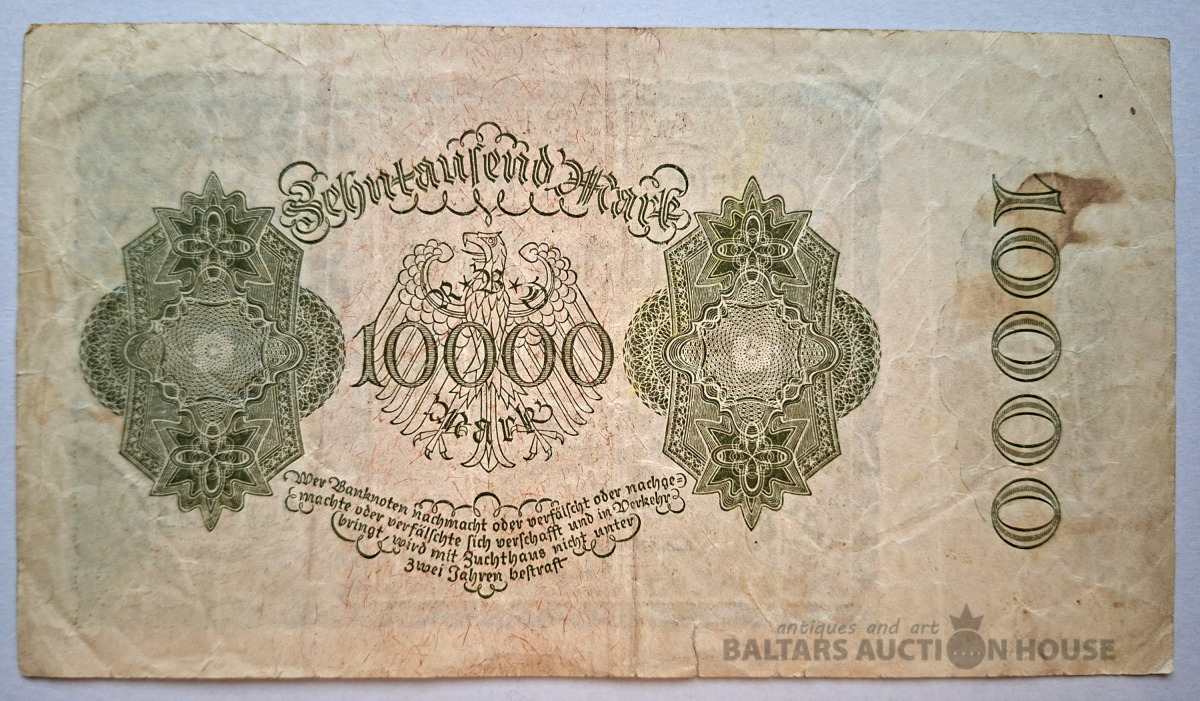 Zehntausend Mark
R*B*D
10000
Mark
Wer Banknoten nachmacht oder verfälscht oder nachge=
machte oder verfälschte sich verschafft und in Verkehr
bringt, wird mit Zuchthaus nicht unter
zwei Jahren bestraft
10000
antiques and art
BALTARS AUCTION HOUSE